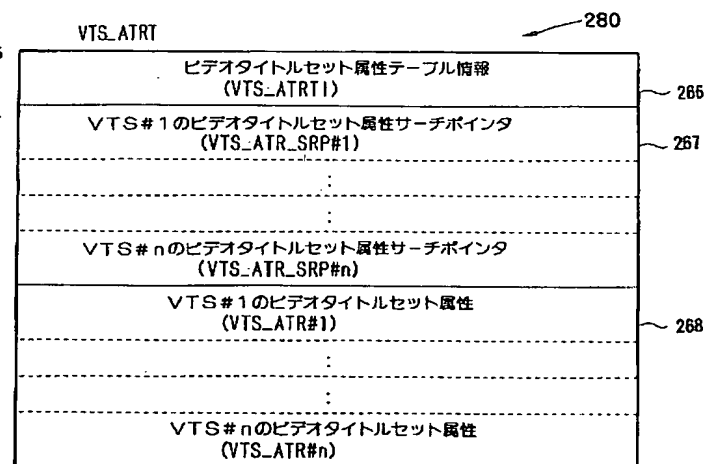 VTS_ATRT
280
ビデオタイトルセット属性テーブル情報
(VTS_ATRTI)
266
VTS#1のビデオタイトルセット属性サーチポインタ
(VTS_ATR_SRP#1)
267
:
:
VTS#nのビデオタイトルセット属性サーチポインタ
(VTS_ATR_SRP#n)
VTS#1のビデオタイトルセット属性
(VTS_ATR#1)
268
:
:
VTS#nのビデオタイトルセット属性
(VTS_ATR#n)